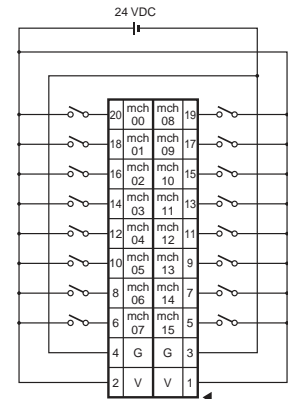 24 VDC
20 mch 00 mch 08 19
18 mch 01 mch 09 17
16 mch 02 mch 10 15
14 mch 03 mch 11 13
12 mch 04 mch 12 11
10 mch 05 mch 13 9
8 mch 06 mch 14 7
6 mch 07 mch 15 5
4 G G 3
2 V V 1